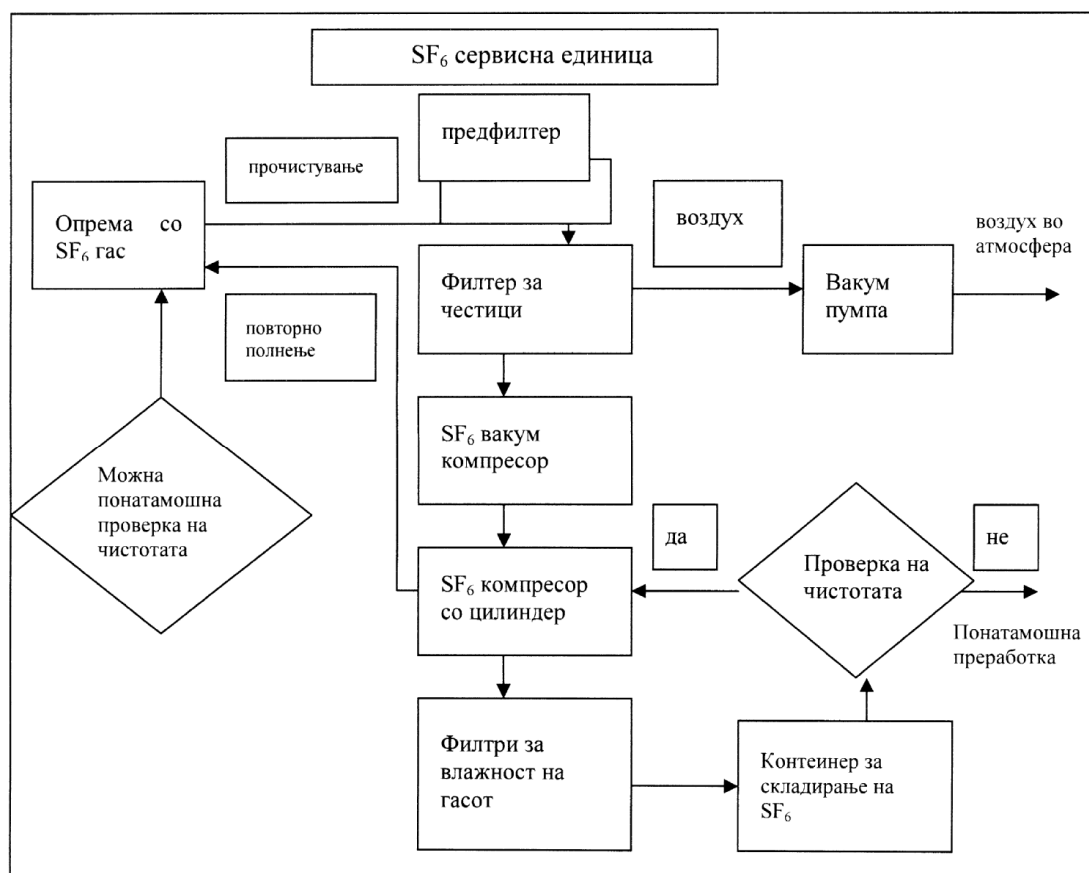 SF₆ сервисна единица
предфилтер
прочистување
Опрема со
SF₆ гас
воздух
воздух во
атмосфера
Филтер за
честици
Вакум
пумпа
повторно
полнење
SF₆ вакум
компресор
Можна
понатамошна
проверка на
чистотата
да
не
SF₆ компресор
со цилиндер
Проверка на
чистотата
Понатамошна
преработка
Филтри за
влажност на
гасот
Контеинер за
складирање на
SF₆